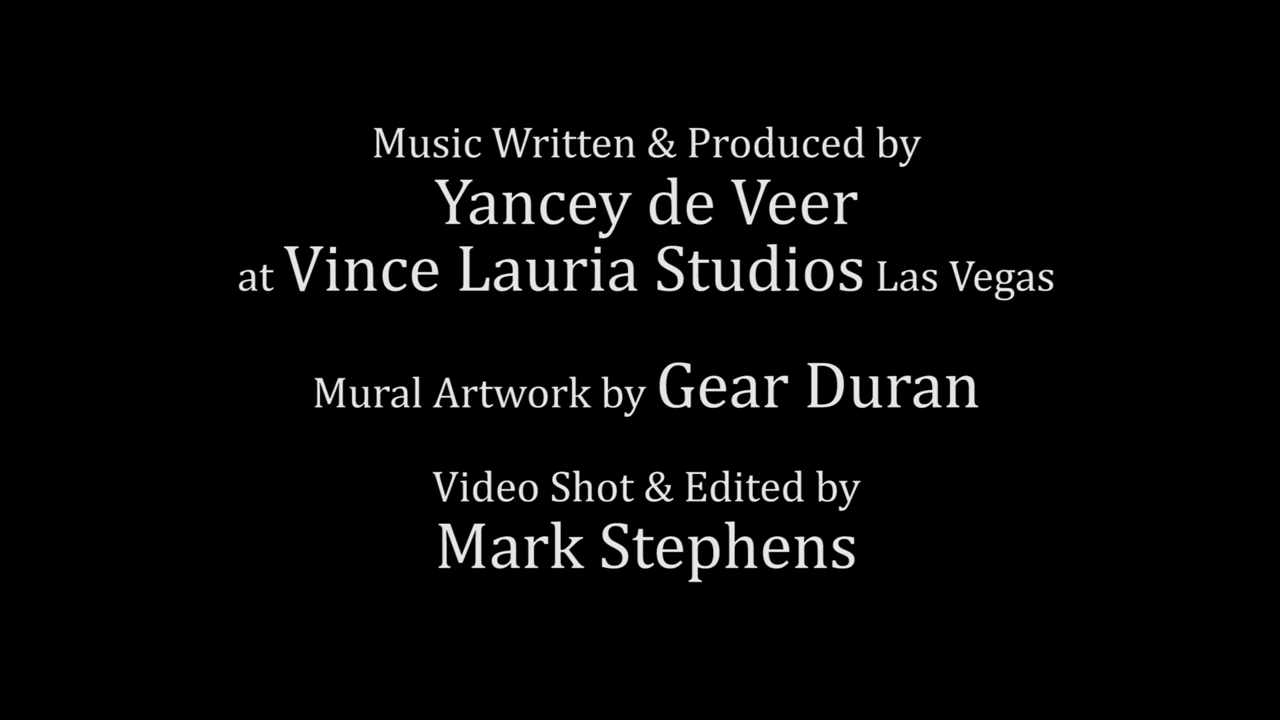 Music Written & Produced by
Yancey de Veer
at Vince Lauria Studios Las Vegas
Mural Artwork by Gear Duran
Video Shot & Edited by
Mark Stephens